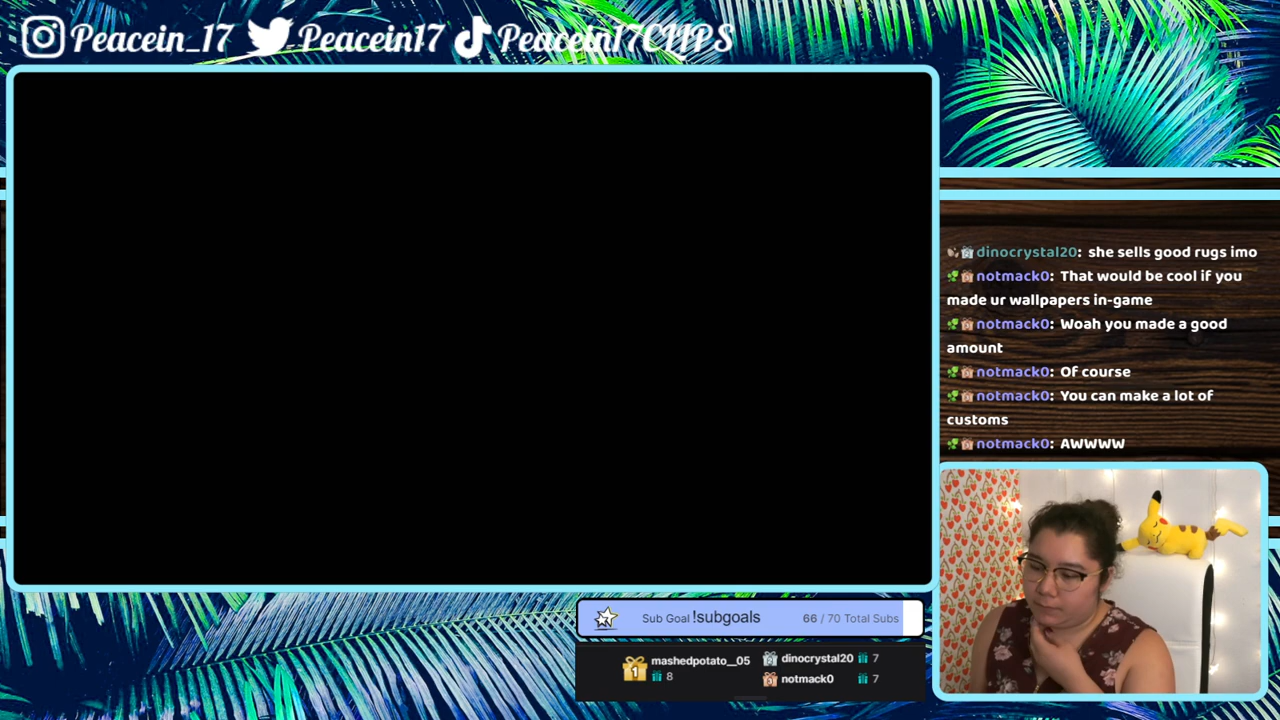 Peacein_17 Peacein17 Peacein17ClIPS
dinocrystal20: she sells good rugs imo
notmack0: That would be cool if you
made ur wallpapers in-game
notmack0: Woah you made a good
amount
notmack0: Of course
notmack0: You can make a lot of
customs
notmack0: AWWWW
Sub Goal !subgoals 66 / 70 Total Subs
1 mashedpotato__05
8
dinocrystal20 7
notmack0 7